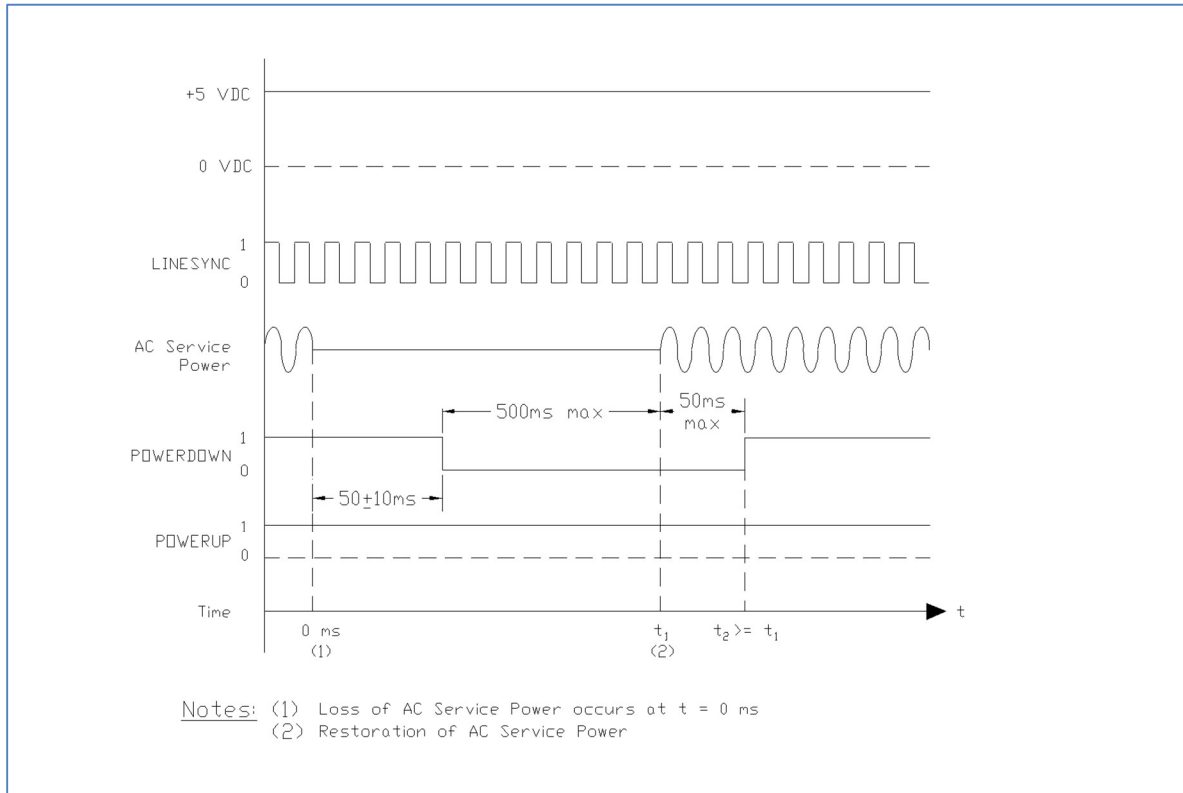 +5 VDC
0 VDC
1
LINESYNC
0
AC Service
Power
500ms max
50ms
max
1
POWERDOWN
0
50±10ms
1
POWERUP
0
Time
t
0 ms
t₁
t₂ >= t₁
(1)
(2)
Notes: (1) Loss of AC Service Power occurs at t = 0 ms
(2) Restoration of AC Service Power